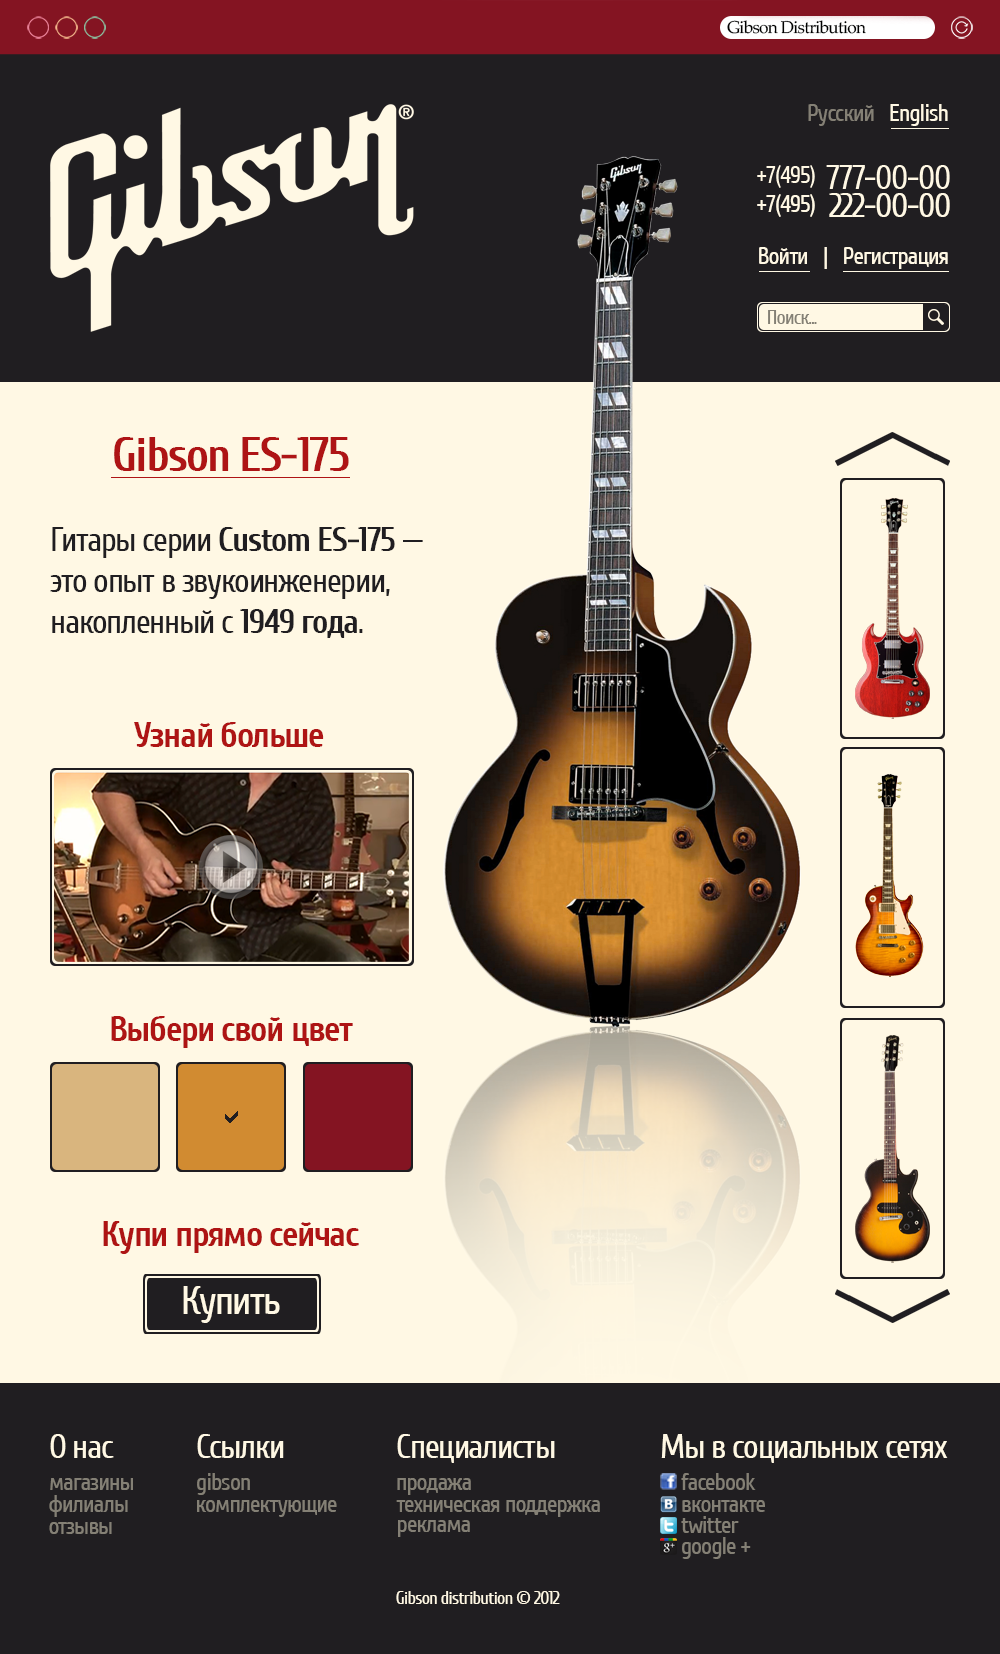 Gibson Distribution
Gibson®
Русский English
+7(495) 777-00-00
+7(495) 222-00-00
Войти | Регистрация
Поиск...
Gibson
Gibson ES-175
Гитары серии Custom ES-175 —
это опыт в звукоинженерии,
накопленный с 1949 года.
Узнай больше
Выбери свой цвет
Купи прямо сейчас
Купить
О нас
магазины
филиалы
отзывы
Ссылки
gibson
комплектующие
Специалисты
продажа
техническая поддержка
реклама
Мы в социальных сетях
facebook
вконтакте
twitter
google +
Gibson distribution © 2012